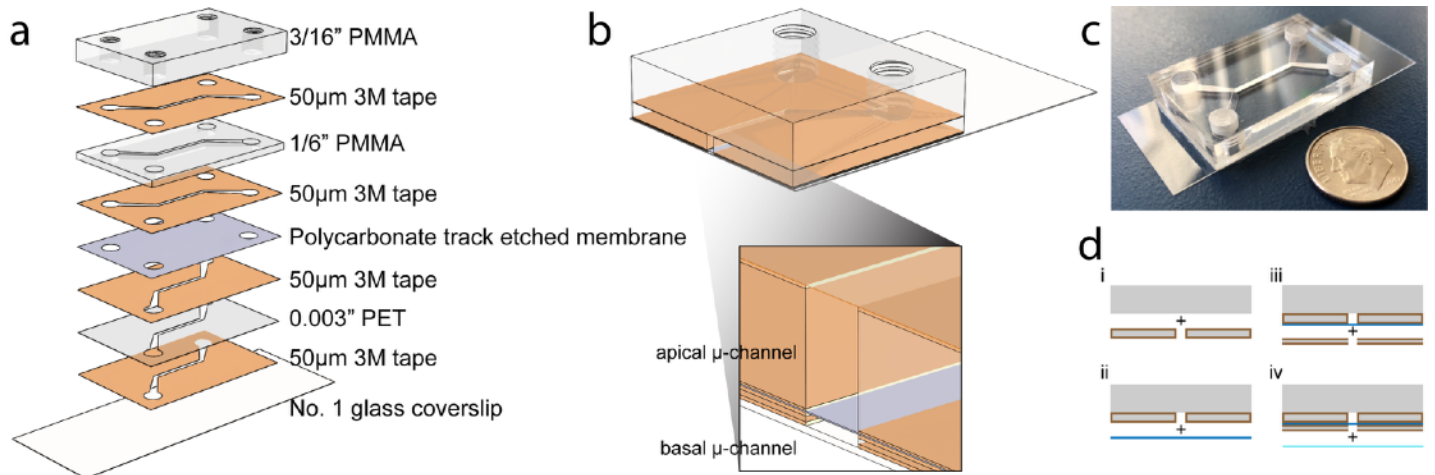 a
3/16” PMMA
50μm 3M tape
1/6” PMMA
50μm 3M tape
Polycarbonate track etched membrane
50μm 3M tape
0.003” PET
50μm 3M tape
No. 1 glass coverslip
b
apical μ-channel
basal μ-channel
c
LIBERTY
d
i
+
ii
+
iii
+
iv
+